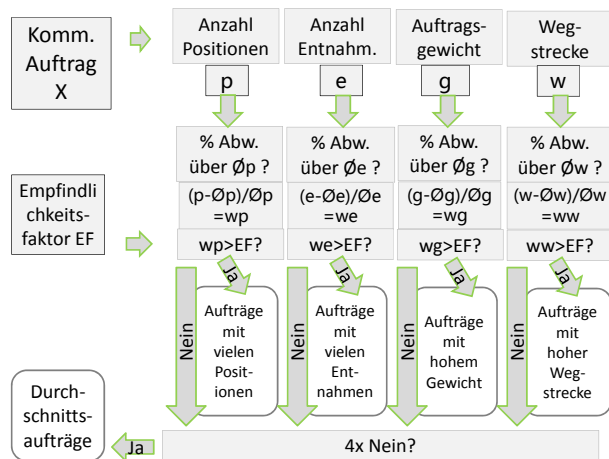 Komm.
Auftrag
X
Anzahl
Positionen
Anzahl
Entnahm.
Auftrags-
gewicht
Weg-
strecke
p
e
g
w
% Abw.
über Øp ?
% Abw.
über Øe ?
% Abw.
über Øg ?
% Abw.
über Øw ?
Empfindli
chkeits-
faktor EF
(p-Øp)/Øp
=wp
(e-Øe)/Øe
=we
(g-Øg)/Øg
=wg
(w-Øw)/Øw
=ww
wp>EF?
we>EF?
wg>EF?
ww>EF?
Ja
Ja
Ja
Ja
Nein
Aufträge
mit
vielen
Posit-
ionen
Nein
Aufträge
mit
vielen
Ent-
nahmen
Nein
Aufträge
mit
hohem
Gewicht
Nein
Aufträge
mit
hoher
Weg-
strecke
Durch-
schnitts-
aufträge
Ja
4x Nein?